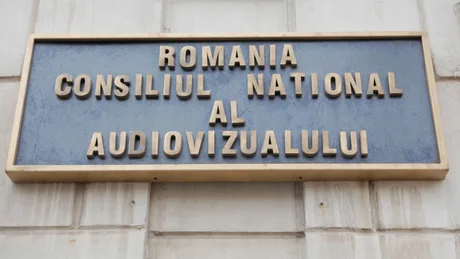 ROMANIA
CONSILIUL NATIONAL
AL
AUDIOVIZUALULUI